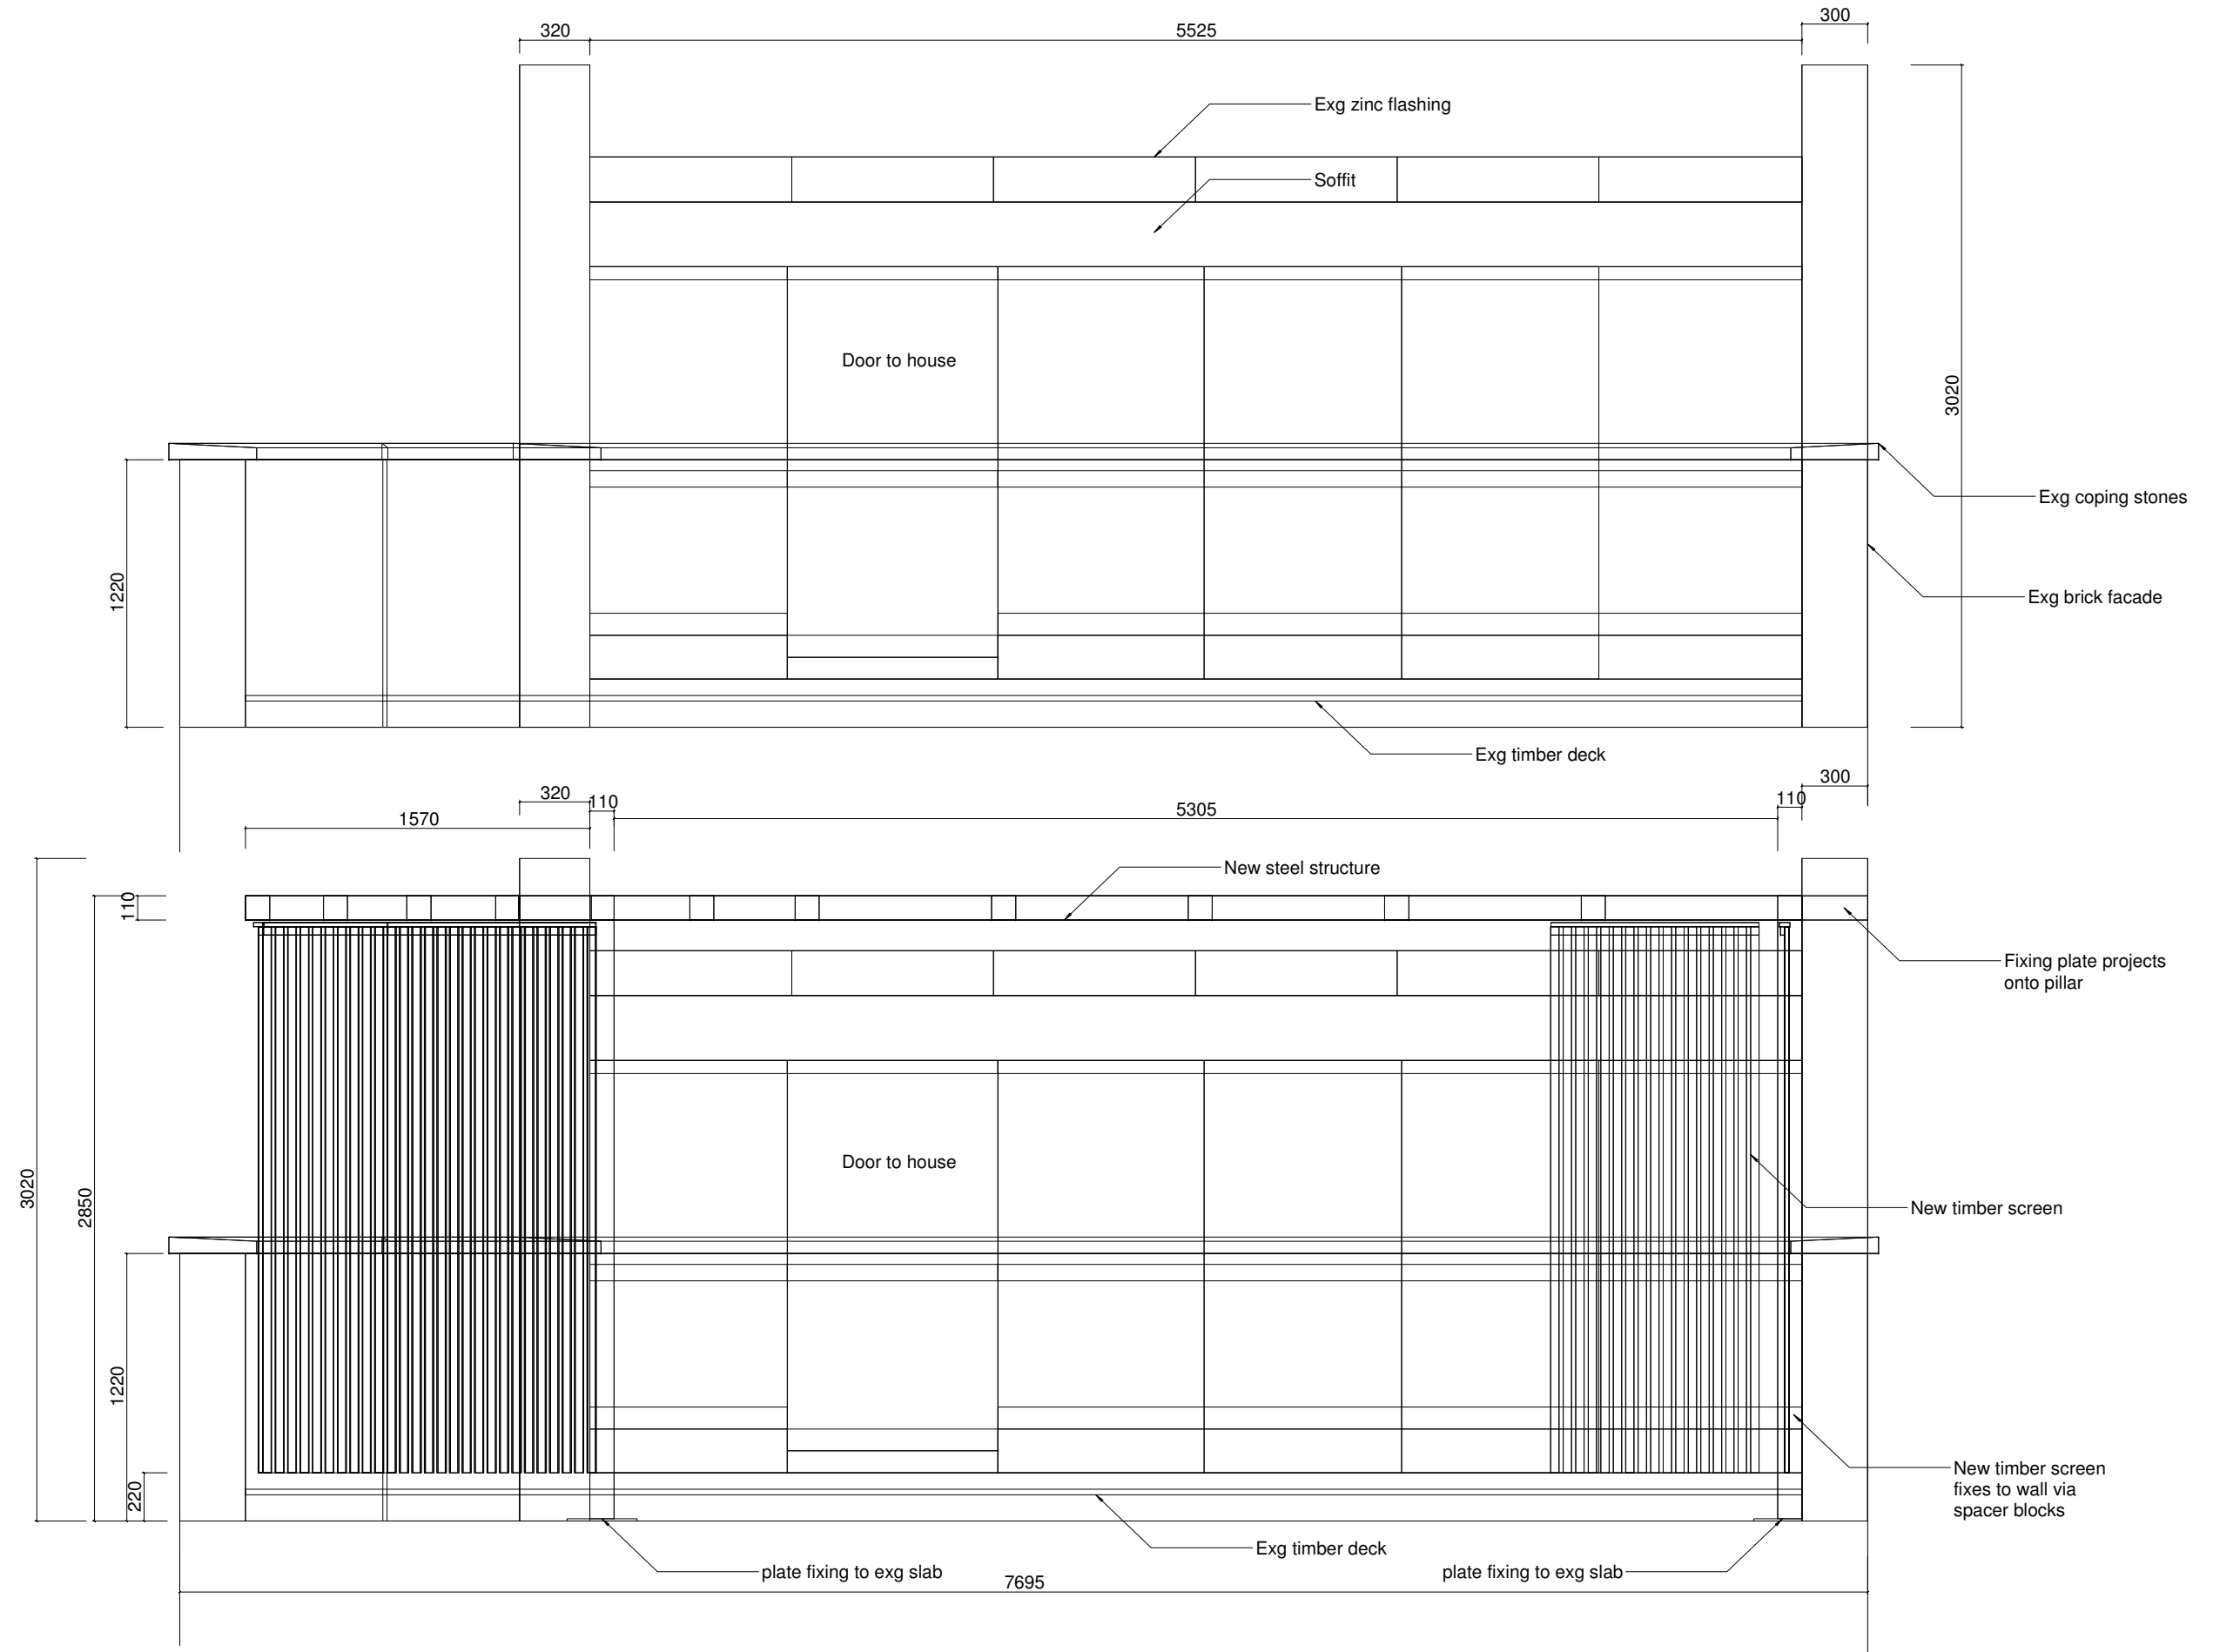 320
5525
300
Exg zinc flashing
Soffit
Door to house
3020
Exg coping stones
1220
Exg brick facade
Exg timber deck
300
320
110
110
5305
1570
New steel structure
110
Fixing plate projects
onto pillar
Door to house
3020
2850
New timber screen
1220
New timber screen
fixes to wall via
spacer blocks
220
Exg timber deck
plate fixing to exg slab
plate fixing to exg slab
7695